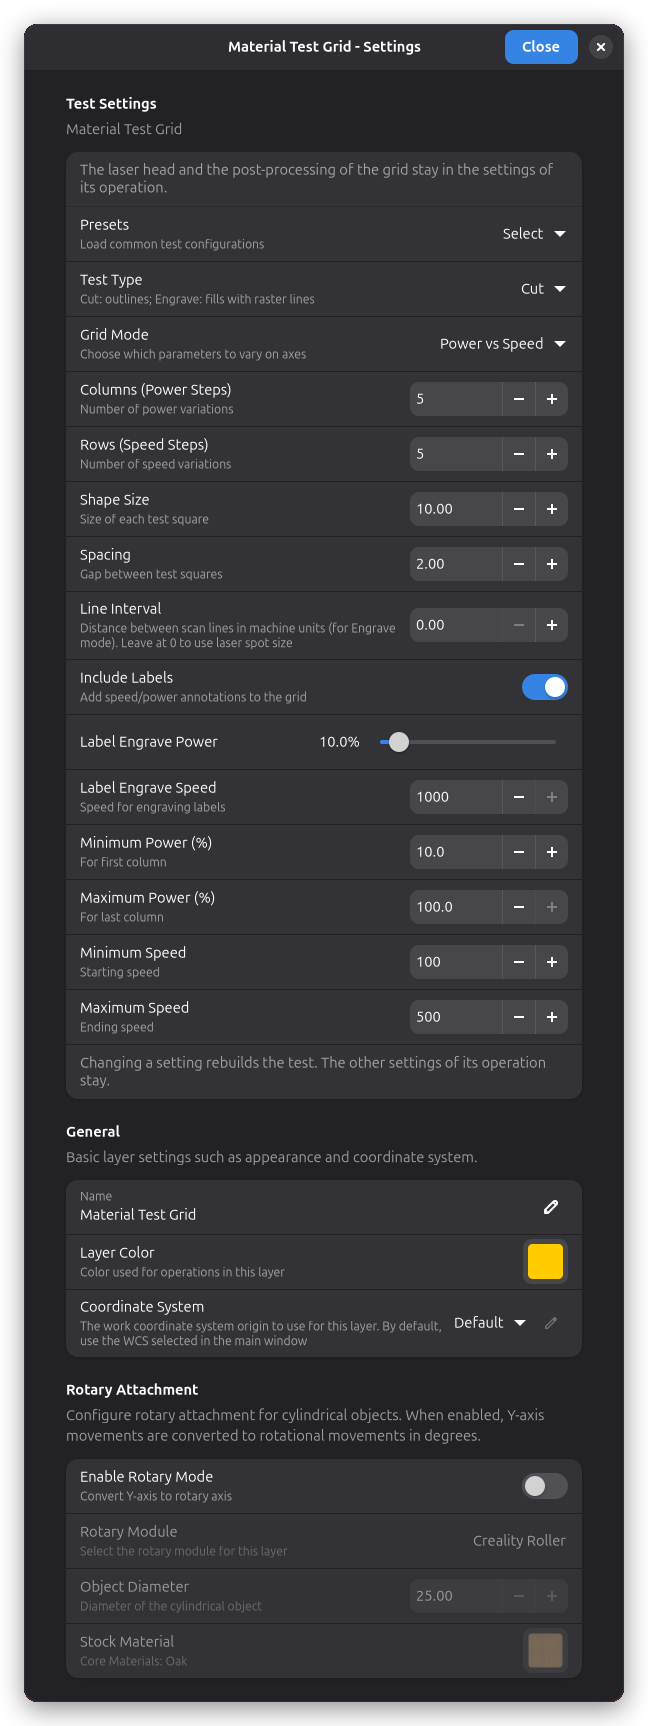 Material Test Grid - Settings
Close
Test Settings
Material Test Grid
The laser head and the post-processing of the grid stay in the settings of
its operation.
Presets
Load common test configurations
Select
Test Type
Cut: outlines; Engrave: fills with raster lines
Cut
Grid Mode
Choose which parameters to vary on axes
Power vs Speed
Columns (Power Steps)
Number of power variations
5
Rows (Speed Steps)
Number of speed variations
5
Shape Size
Size of each test square
10.00
Spacing
Gap between test squares
2.00
Line Interval
Distance between scan lines in machine units (for Engrave
mode). Leave at 0 to use laser spot size
0.00
Include Labels
Add speed/power annotations to the grid
Label Engrave Power
10.0%
Label Engrave Speed
Speed for engraving labels
1000
Minimum Power (%)
For first column
10.0
Maximum Power (%)
For last column
100.0
Minimum Speed
Starting speed
100
Maximum Speed
Ending speed
500
Changing a setting rebuilds the test. The other settings of its operation
stay.
General
Basic layer settings such as appearance and coordinate system.
Name
Material Test Grid
Layer Color
Color used for operations in this layer
Coordinate System
The work coordinate system origin to use for this layer. By default,
use the WCS selected in the main window
Default
Rotary Attachment
Configure rotary attachment for cylindrical objects. When enabled, Y-axis
movements are converted to rotational movements in degrees.
Enable Rotary Mode
Convert Y-axis to rotary axis
Rotary Module
Select the rotary module for this layer
Creality Roller
Object Diameter
Diameter of the cylindrical object
25.00
Stock Material
Core Materials: Oak